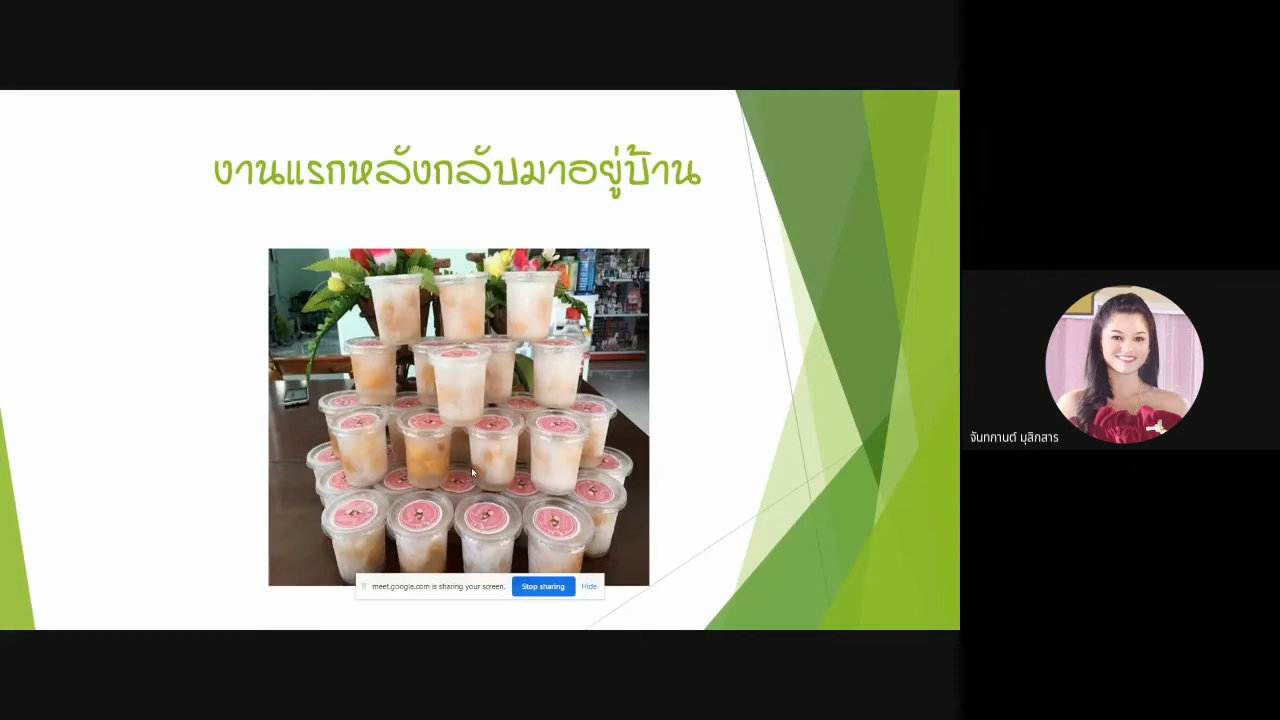 งานแรกหลังกลับมาอยู่บ้าน
meet.google.com is sharing your screen. Stop sharing Hide
จันทกานต์ มุสิกสาร